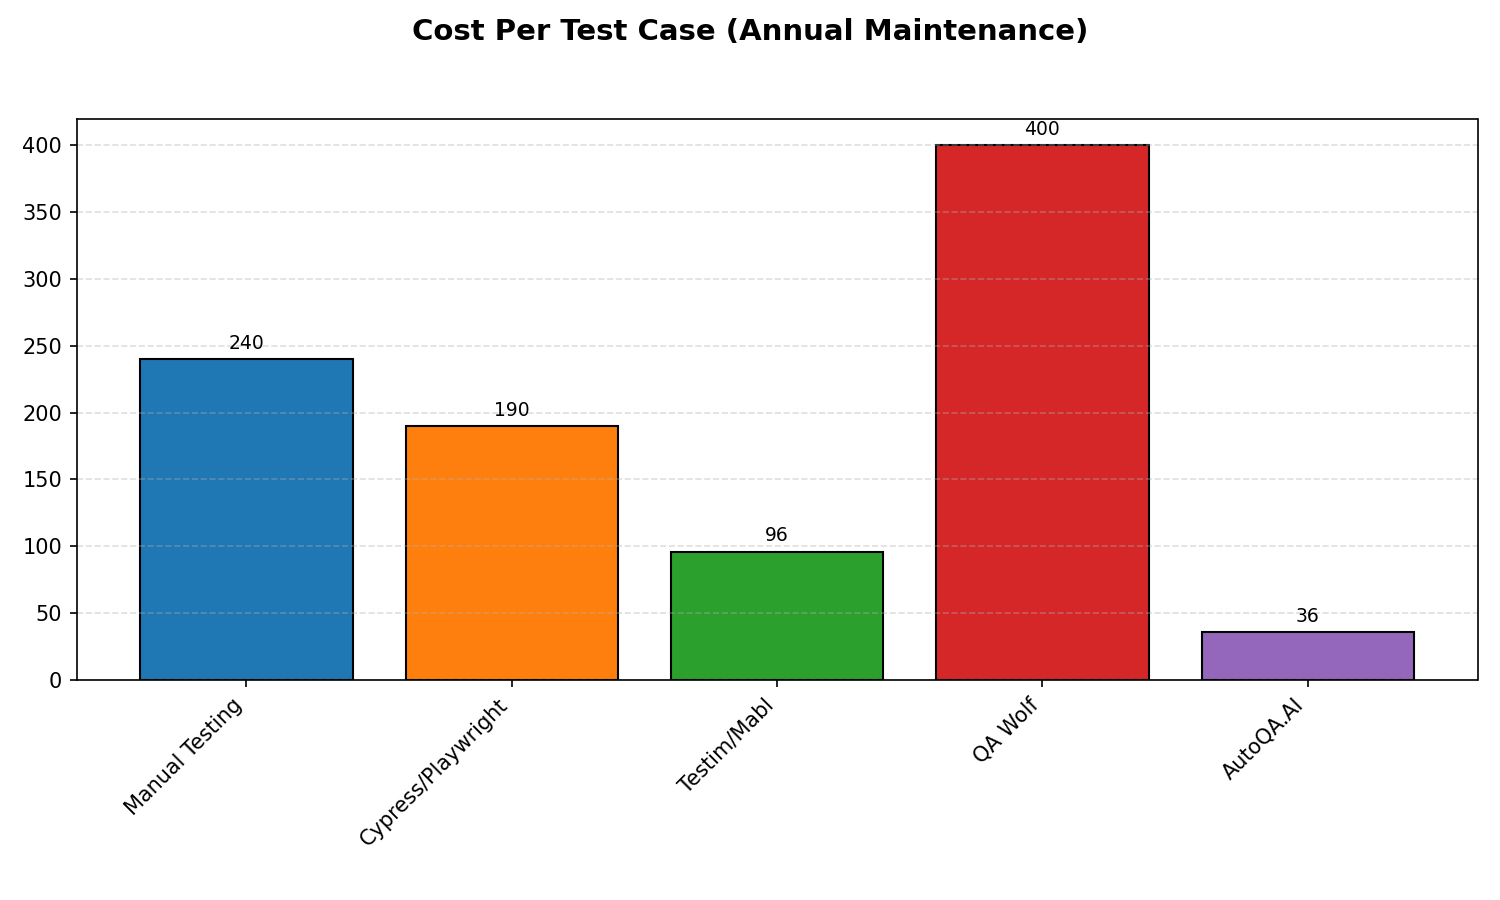 Cost Per Test Case (Annual Maintenance)
400
350
300
250
200
150
100
50
0
240
190
96
400
36
Manual Testing
Cypress/Playwright
Testim/Mabl
QA Wolf
AutoQA.AI